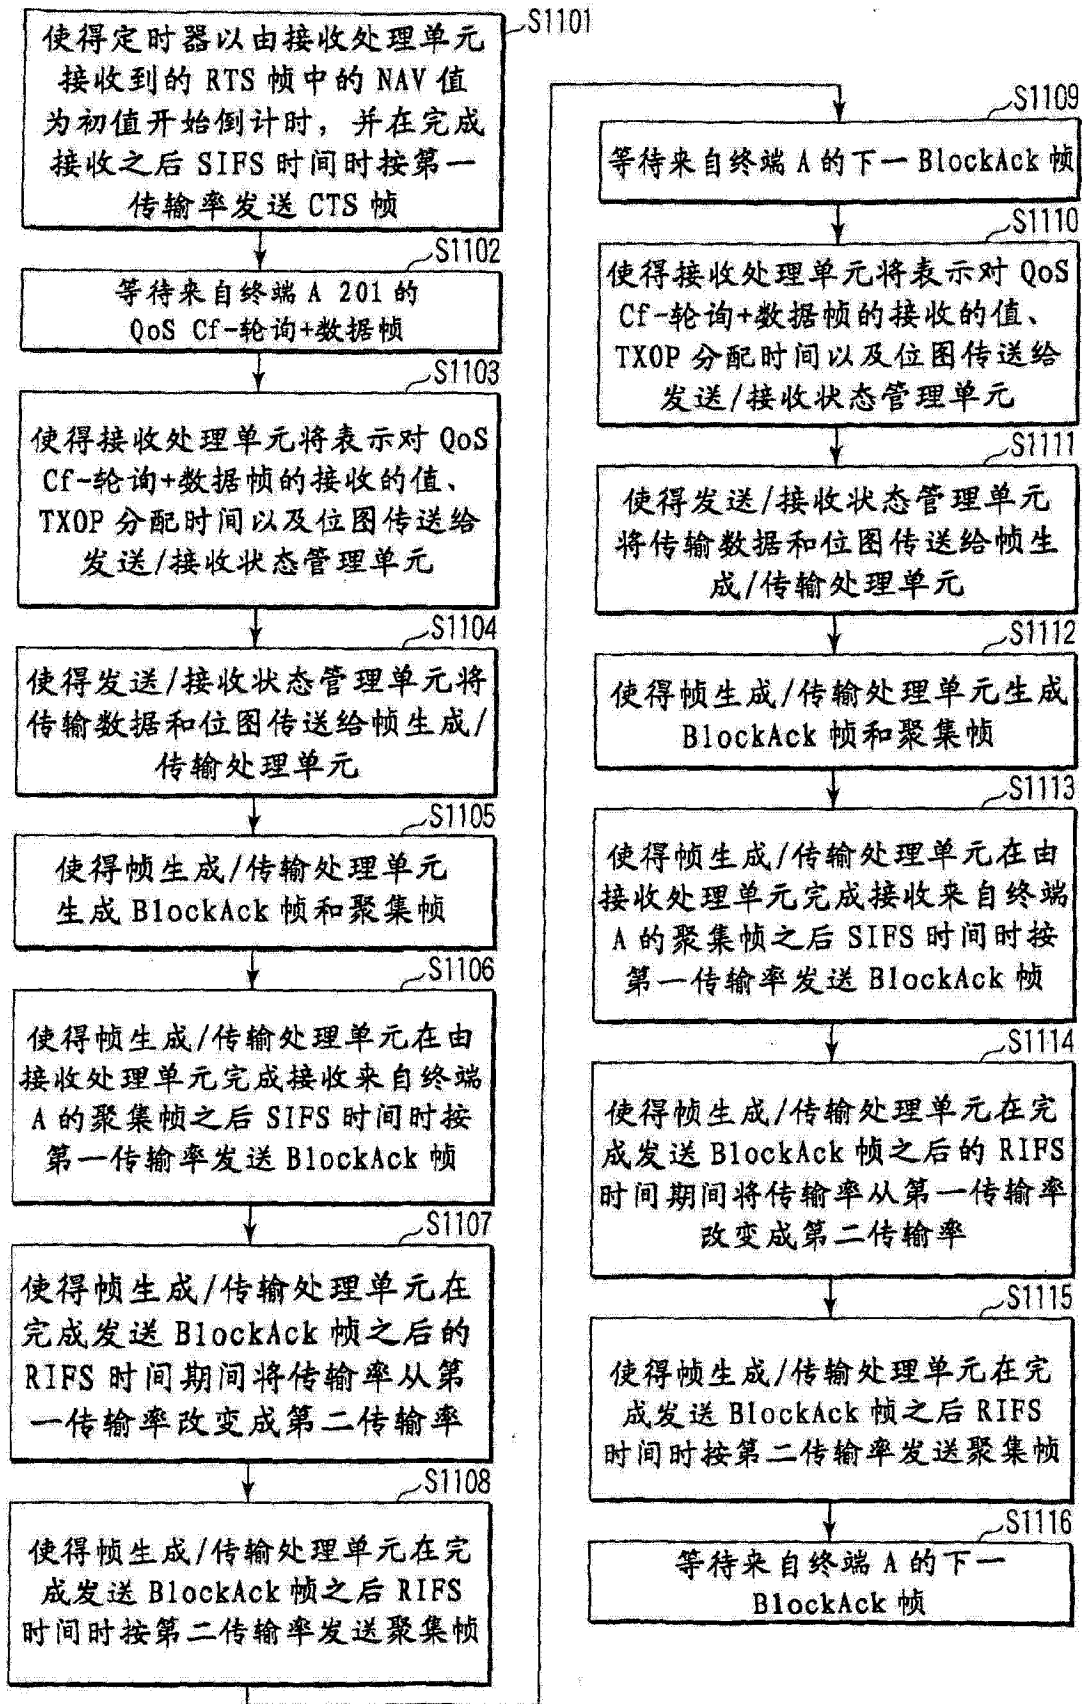 S1101
使得定时器以由接收处理单元
接收到的 RTS 帧中的 NAV 值
为初值开始倒计时，并在完成
接收之后 SIFS 时间时按第一
传输率发送 CTS 帧
S1102
等待来自终端 A 201 的
QoS Cf-轮询+数据帧
S1103
使得接收处理单元将表示对 QoS
Cf-轮询+数据帧的接收的值、
TXOP 分配时间以及位图传送给
发送/接收状态管理单元
S1104
使得发送/接收状态管理单元将
传输数据和位图传送给帧生成/
传输处理单元
S1105
使得帧生成/传输处理单元
生成 BlockAck 帧和聚集帧
S1106
使得帧生成/传输处理单元在由
接收处理单元完成接收来自终端
A 的聚集帧之后 SIFS 时间时按
第一传输率发送 BlockAck 帧
S1107
使得帧生成/传输处理单元在
完成发送 BlockAck 帧之后的
RIFS 时间期间将传输率从第
一传输率改变成第二传输率
S1108
使得帧生成/传输处理单元在完
成发送 BlockAck 帧之后 RIFS
时间时按第二传输率发送聚集帧
S1109
等待来自终端 A 的下一 BlockAck 帧
S1110
使得接收处理单元将表示对 QoS
Cf-轮询+数据帧的接收的值、
TXOP 分配时间以及位图传送给
发送/接收状态管理单元
S1111
使得发送/接收状态管理单元
将传输数据和位图传送给帧生
成/传输处理单元
S1112
使得帧生成/传输处理单元生成
BlockAck 帧和聚集帧
S1113
使得帧生成/传输处理单元在由
接收处理单元完成接收来自终端
A 的聚集帧之后 SIFS 时间时按
第一传输率发送 BlockAck 帧
S1114
使得帧生成/传输处理单元在完
成发送 BlockAck 帧之后的 RIFS
时间期间将传输率从第一传输率
改变成第二传输率
S1115
使得帧生成/传输处理单元在完
成发送 BlockAck 帧之后 RIFS
时间时按第二传输率发送聚集帧
S1116
等待来自终端 A 的下一
BlockAck 帧